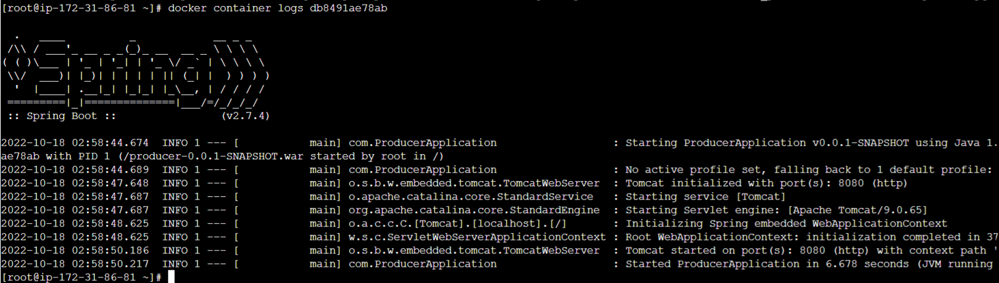 [root@ip-172-31-86-81 ~]# docker container logs db8491ae78ab

  .   ____          _            __ _ _
 /\\ / ___'_ __ _ _(_)_ __  __ _ \ \ \ \
( ( )\___ | '_ | '_| | '_ \/ _` | \ \ \ \
 \\/  ___)| |_)| | | | | || (_| |  ) ) ) )
  '  |____| .__|_| |_|_| |_\__, | / / / /
 =========|_|==============|___/=/_/_/_/
 :: Spring Boot ::                (v2.7.4)

2022-10-18 02:58:44.674  INFO 1 --- [           main] com.ProducerApplication                  : Starting ProducerApplication v0.0.1-SNAPSHOT using Java 1.
ae78ab with PID 1 (/producer-0.0.1-SNAPSHOT.war started by root in /)
2022-10-18 02:58:44.689  INFO 1 --- [           main] com.ProducerApplication                  : No active profile set, falling back to 1 default profile:
2022-10-18 02:58:47.648  INFO 1 --- [           main] o.s.b.w.embedded.tomcat.TomcatWebServer  : Tomcat initialized with port(s): 8080 (http)
2022-10-18 02:58:47.687  INFO 1 --- [           main] o.apache.catalina.core.StandardService   : Starting service [Tomcat]
2022-10-18 02:58:47.687  INFO 1 --- [           main] org.apache.catalina.core.StandardEngine  : Starting Servlet engine: [Apache Tomcat/9.0.65]
2022-10-18 02:58:48.625  INFO 1 --- [           main] o.a.c.c.C.[Tomcat].[localhost].[/]       : Initializing Spring embedded WebApplicationContext
2022-10-18 02:58:48.625  INFO 1 --- [           main] w.s.c.ServletWebServerApplicationContext : Root WebApplicationContext: initialization completed in 37
2022-10-18 02:58:50.186  INFO 1 --- [           main] o.s.b.w.embedded.tomcat.TomcatWebServer  : Tomcat started on port(s): 8080 (http) with context path '
2022-10-18 02:58:50.217  INFO 1 --- [           main] com.ProducerApplication                  : Started ProducerApplication in 6.678 seconds (JVM running
[root@ip-172-31-86-81 ~]#